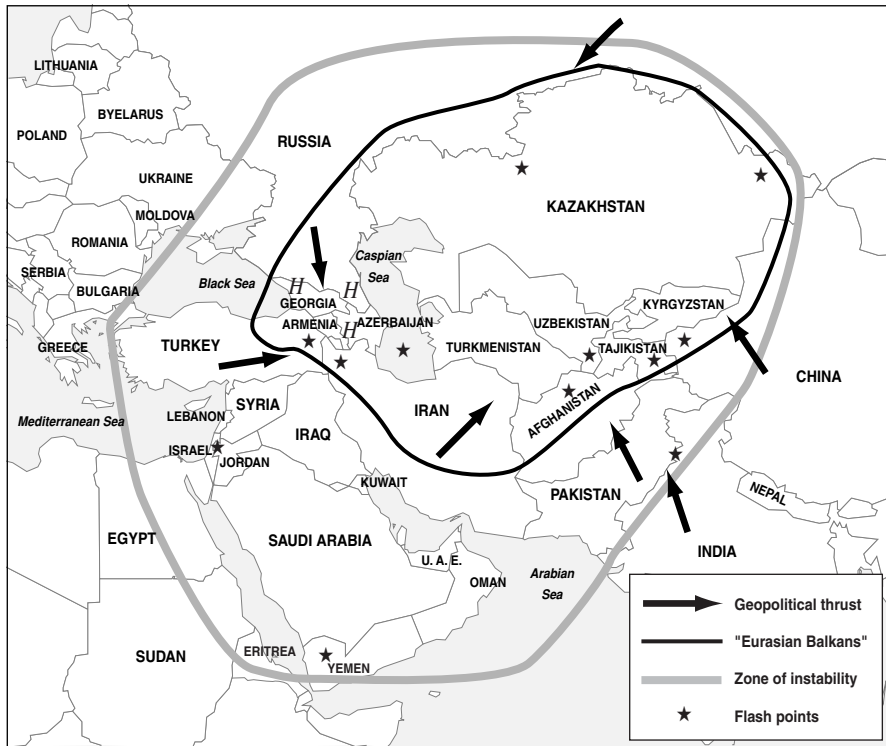 LITHUANIA
BYELARUS
POLAND
RUSSIA
UKRAINE
MOLDOVA
ROMANIA
SERBIA
BULGARIA
GREECE
Black Sea
Caspian
Sea
KAZAKHSTAN
H
GEORGIA
H
ARMENIA
H
AZERBAIJAN
KYRGYZSTAN
UZBEKISTAN
TAJIKISTAN
TURKMENISTAN
TURKEY
CHINA
Mediterranean Sea
LEBANON
SYRIA
IRAN
AFGHANISTAN
ISRAEL
JORDAN
IRAQ
KUWAIT
PAKISTAN
NEPAL
EGYPT
SAUDI ARABIA
U. A. E.
OMAN
Arabian
Sea
INDIA
SUDAN
ERITREA
YEMEN
Geopolitical thrust
"Eurasian Balkans"
Zone of instability
Flash points